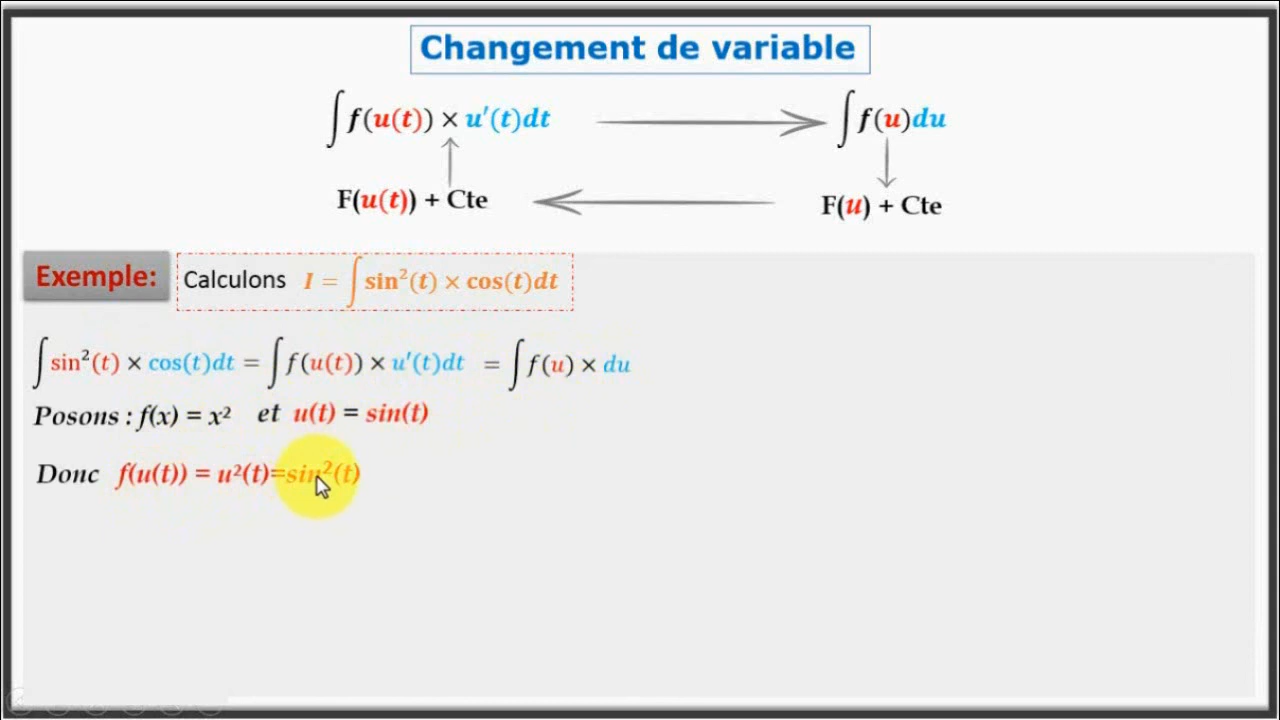 Changement de variable
∫ f(u(t)) × u′(t)dt ∫ f(u)du
F(u(t)) + Cte F(u) + Cte
Exemple: Calculons I = ∫ sin²(t) × cos(t)dt
∫ sin²(t) × cos(t)dt = ∫ f(u(t)) × u′(t)dt = ∫ f(u) × du
Posons : f(x) = x² et u(t) = sin(t)
Donc f(u(t)) = u²(t)=sin²(t)